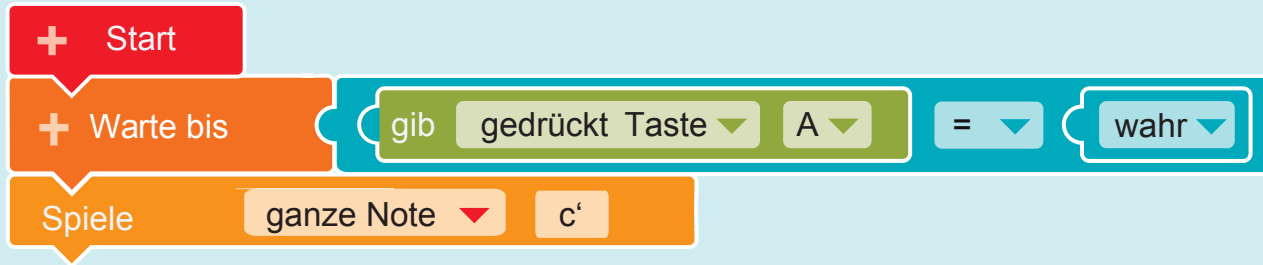 + Start
+ Warte bis gib gedrückt Taste A = wahr
Spiele ganze Note c‘